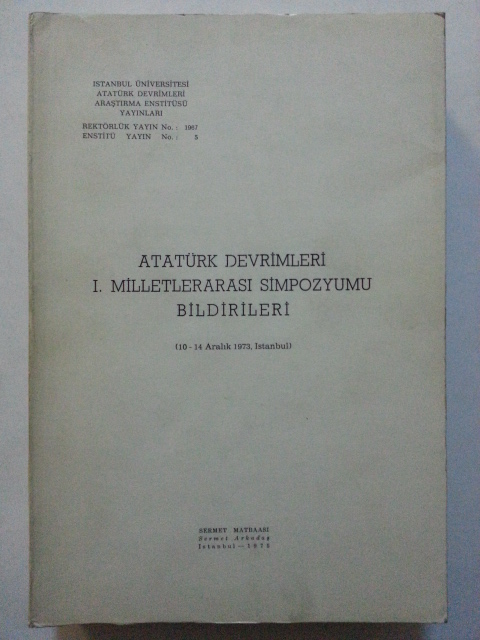 ISTANBUL ÜNİVERSİTESİ
ATATÜRK DEVRİMLERİ
ARAŞTIRMA ENSTİTÜSÜ
YAYINLARI
REKTÖRLÜK YAYIN No. : 1967
ENSTİTÜ YAYIN No. : 5
ATATÜRK DEVRİMLERİ
I. MİLLETLERARASI SİMPOZYUMU
BİLDİRİLERİ
(10 - 14 Aralık 1973, Istanbul)
SERMET MATBAASI
Sermet Arkadaş
Istanbul —